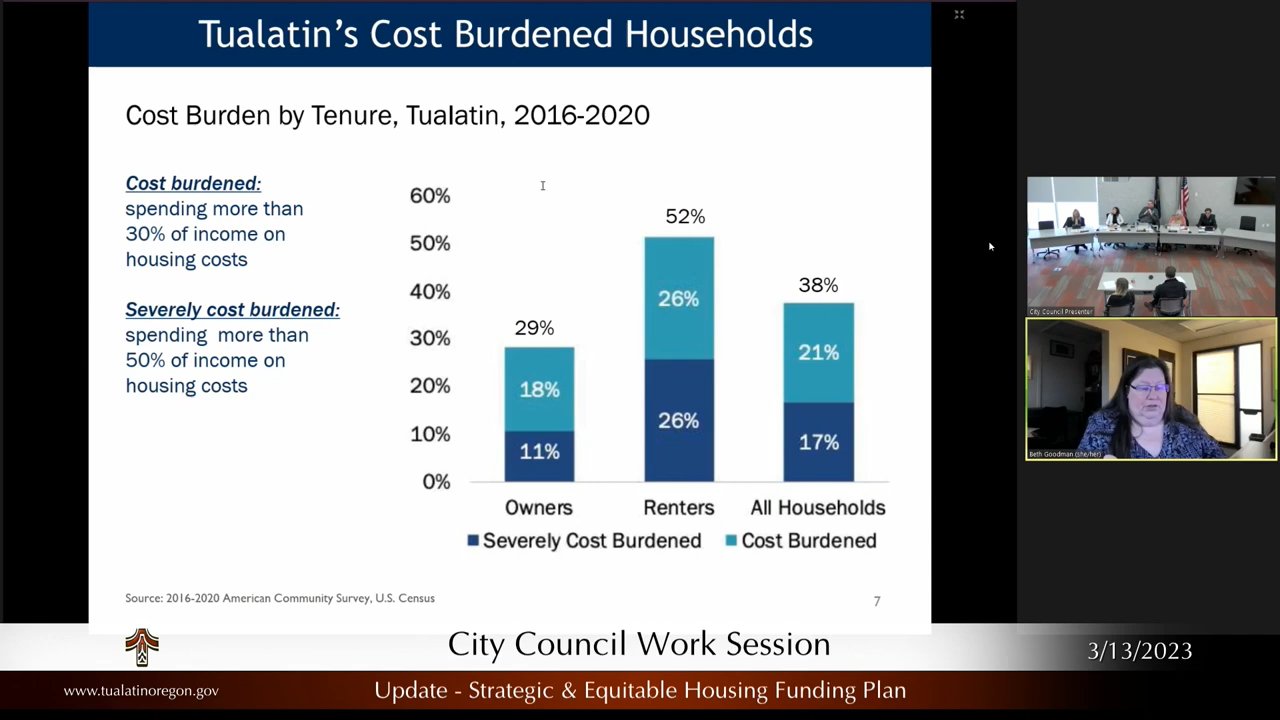 Tualatin's Cost Burdened Households
Cost Burden by Tenure, Tualatin, 2016-2020
Cost burdened:
spending more than
30% of income on
housing costs
Severely cost burdened:
spending more than
50% of income on
housing costs
60%
50%
40%
30%
20%
10%
0%
29%
18%
11%
52%
26%
26%
38%
21%
17%
Owners
Renters
All Households
Severely Cost Burdened
Cost Burdened
Source: 2016-2020 American Community Survey, U.S. Census
7
City Council Presenter
Beth Goodman (she/her)
City Council Work Session
3/13/2023
www.tualatinoregon.gov
Update - Strategic & Equitable Housing Funding Plan